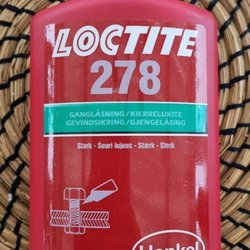 LOCTITE
278
GÄNGLÅSNING/KIERRELUKITE
GEVINDSIKRING/GJENGELÅSING
Stark - Suuri lujuus - Stærk - Sterk
Henkel